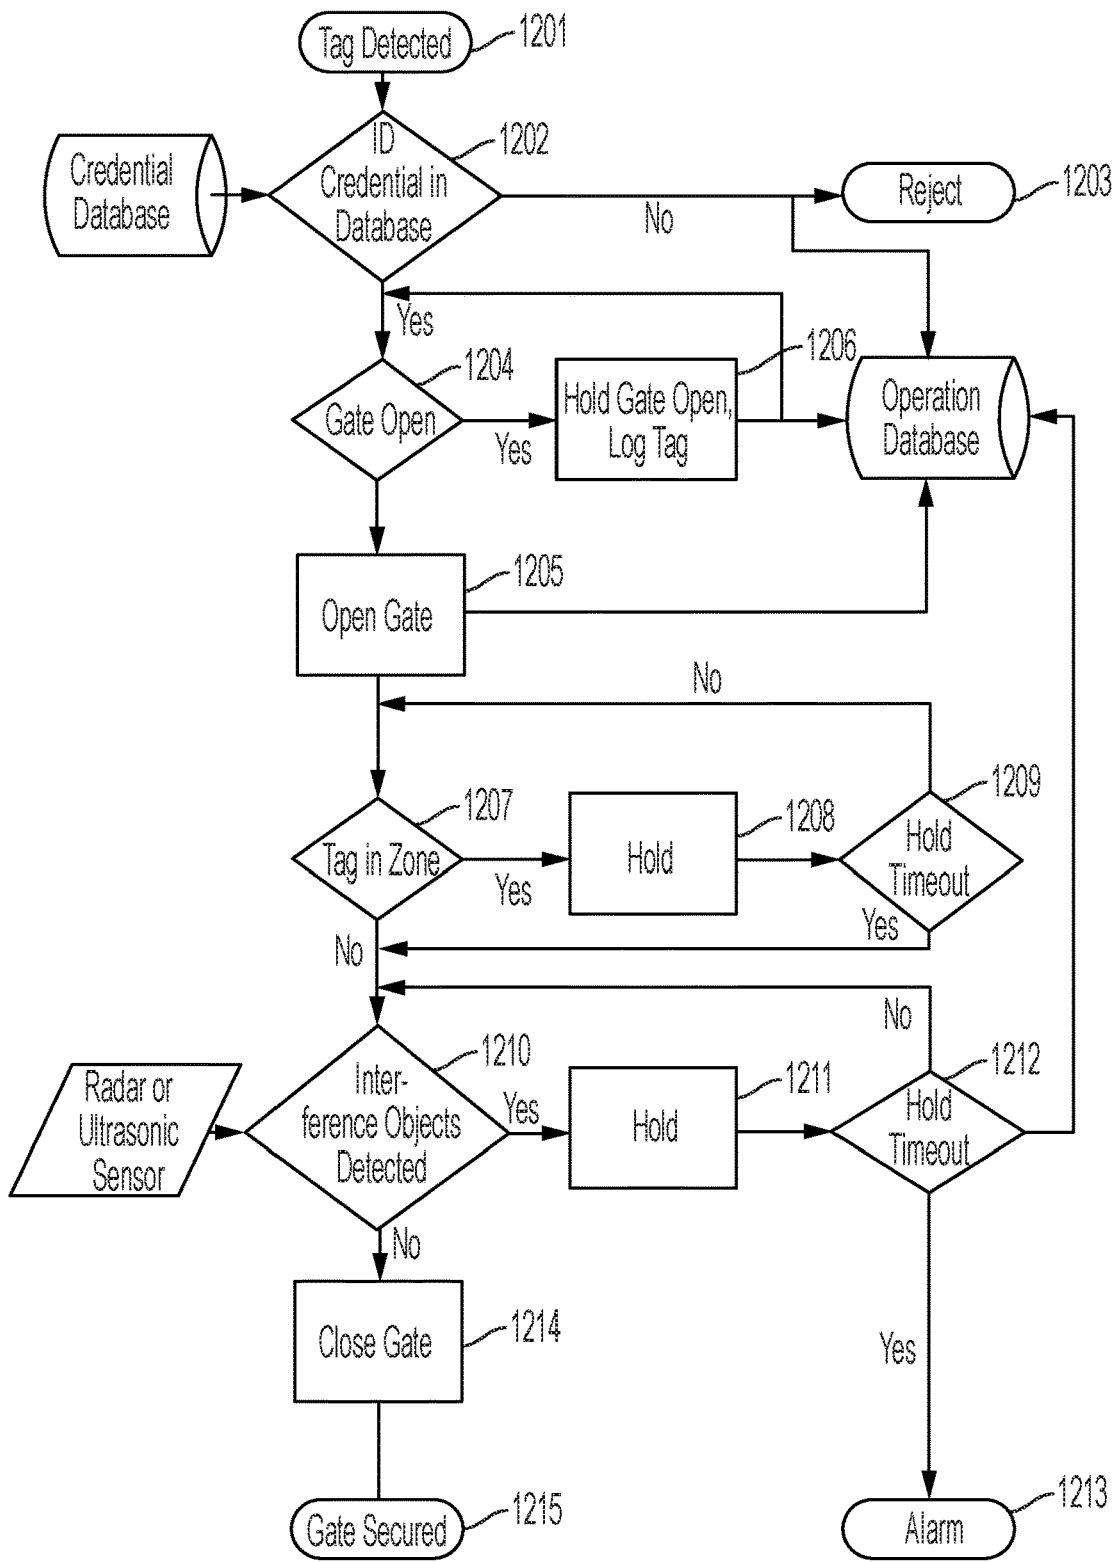 Tag Detected
1201
ID
Credential in
Database
1202
Credential
Database
No
Reject
1203
Yes
Gate Open
1204
Yes
Hold Gate Open,
Log Tag
1206
Operation
Database
Open Gate
1205
No
Tag in Zone
1207
Yes
Hold
1208
Hold
Timeout
1209
Yes
No
No
Radar or
Ultrasonic
Sensor
Inter-
ference Objects
Detected
1210
Yes
Hold
1211
Hold
Timeout
1212
No
Close Gate
1214
Yes
Gate Secured
1215
Alarm
1213